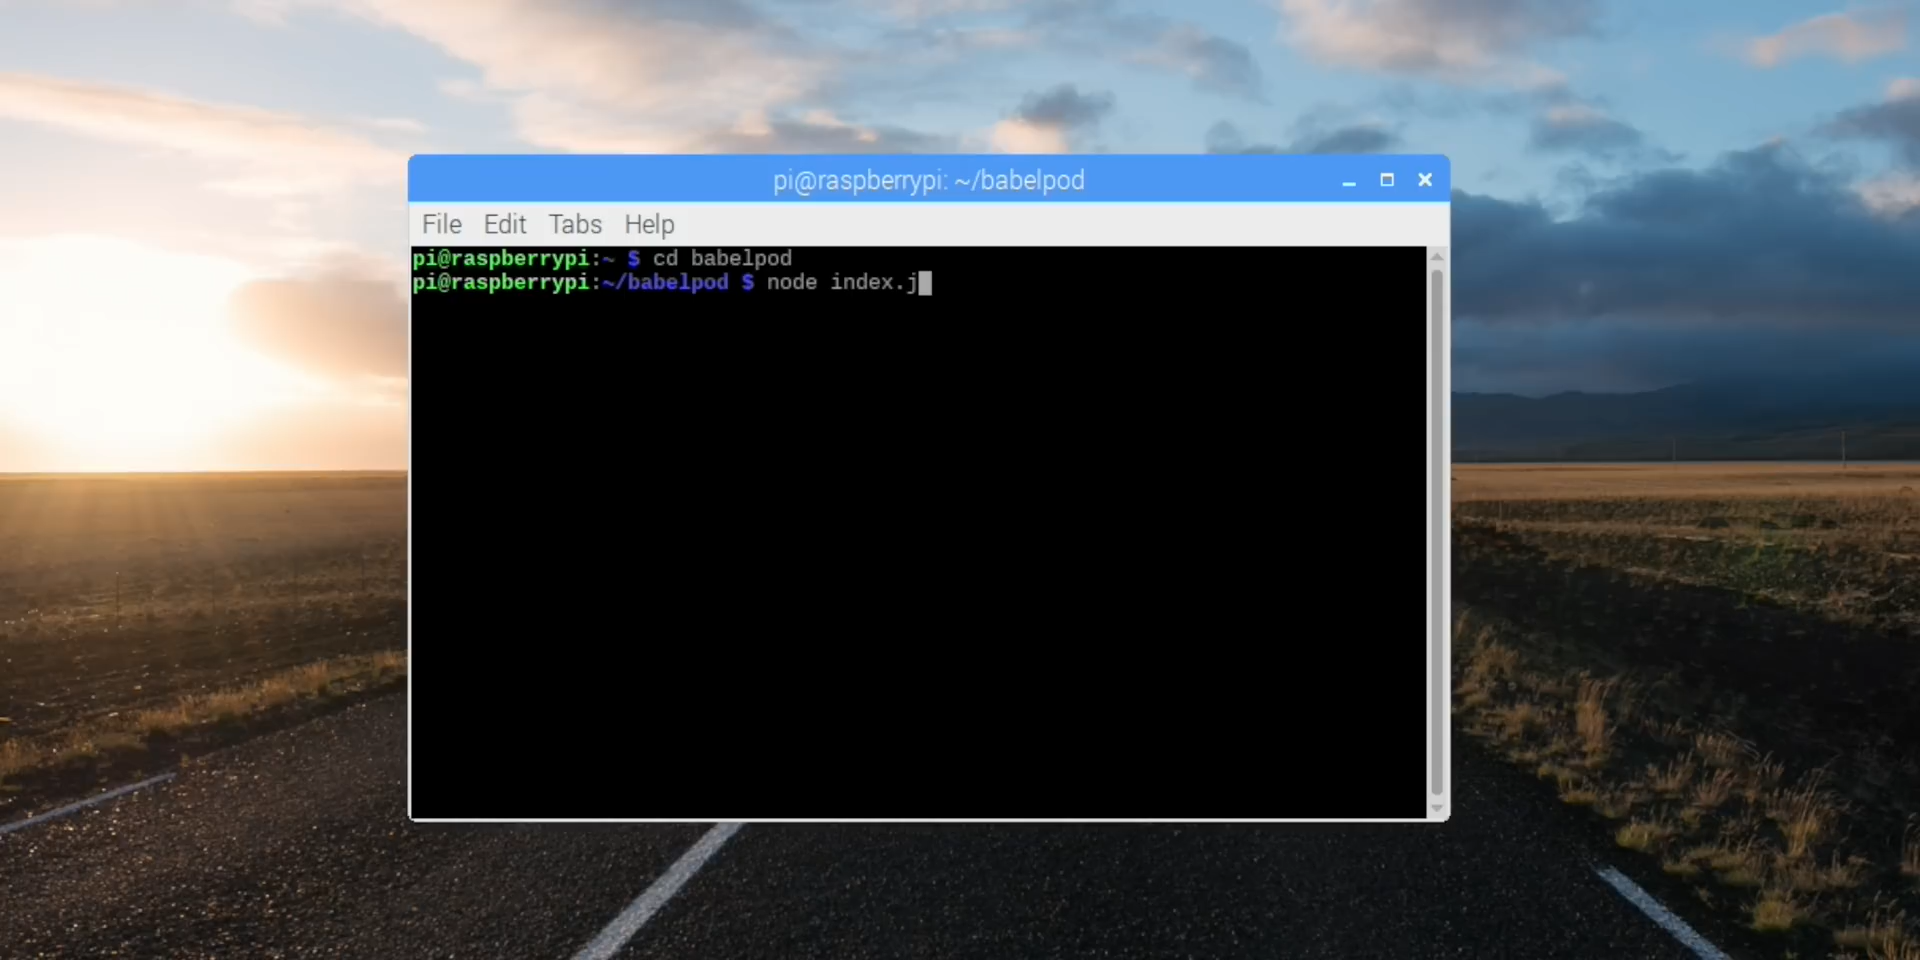 pi@raspberrypi: ~/babelpod
File Edit Tabs Help
pi@raspberrypi:~ $ cd babelpod
pi@raspberrypi:~/babelpod $ node index.j